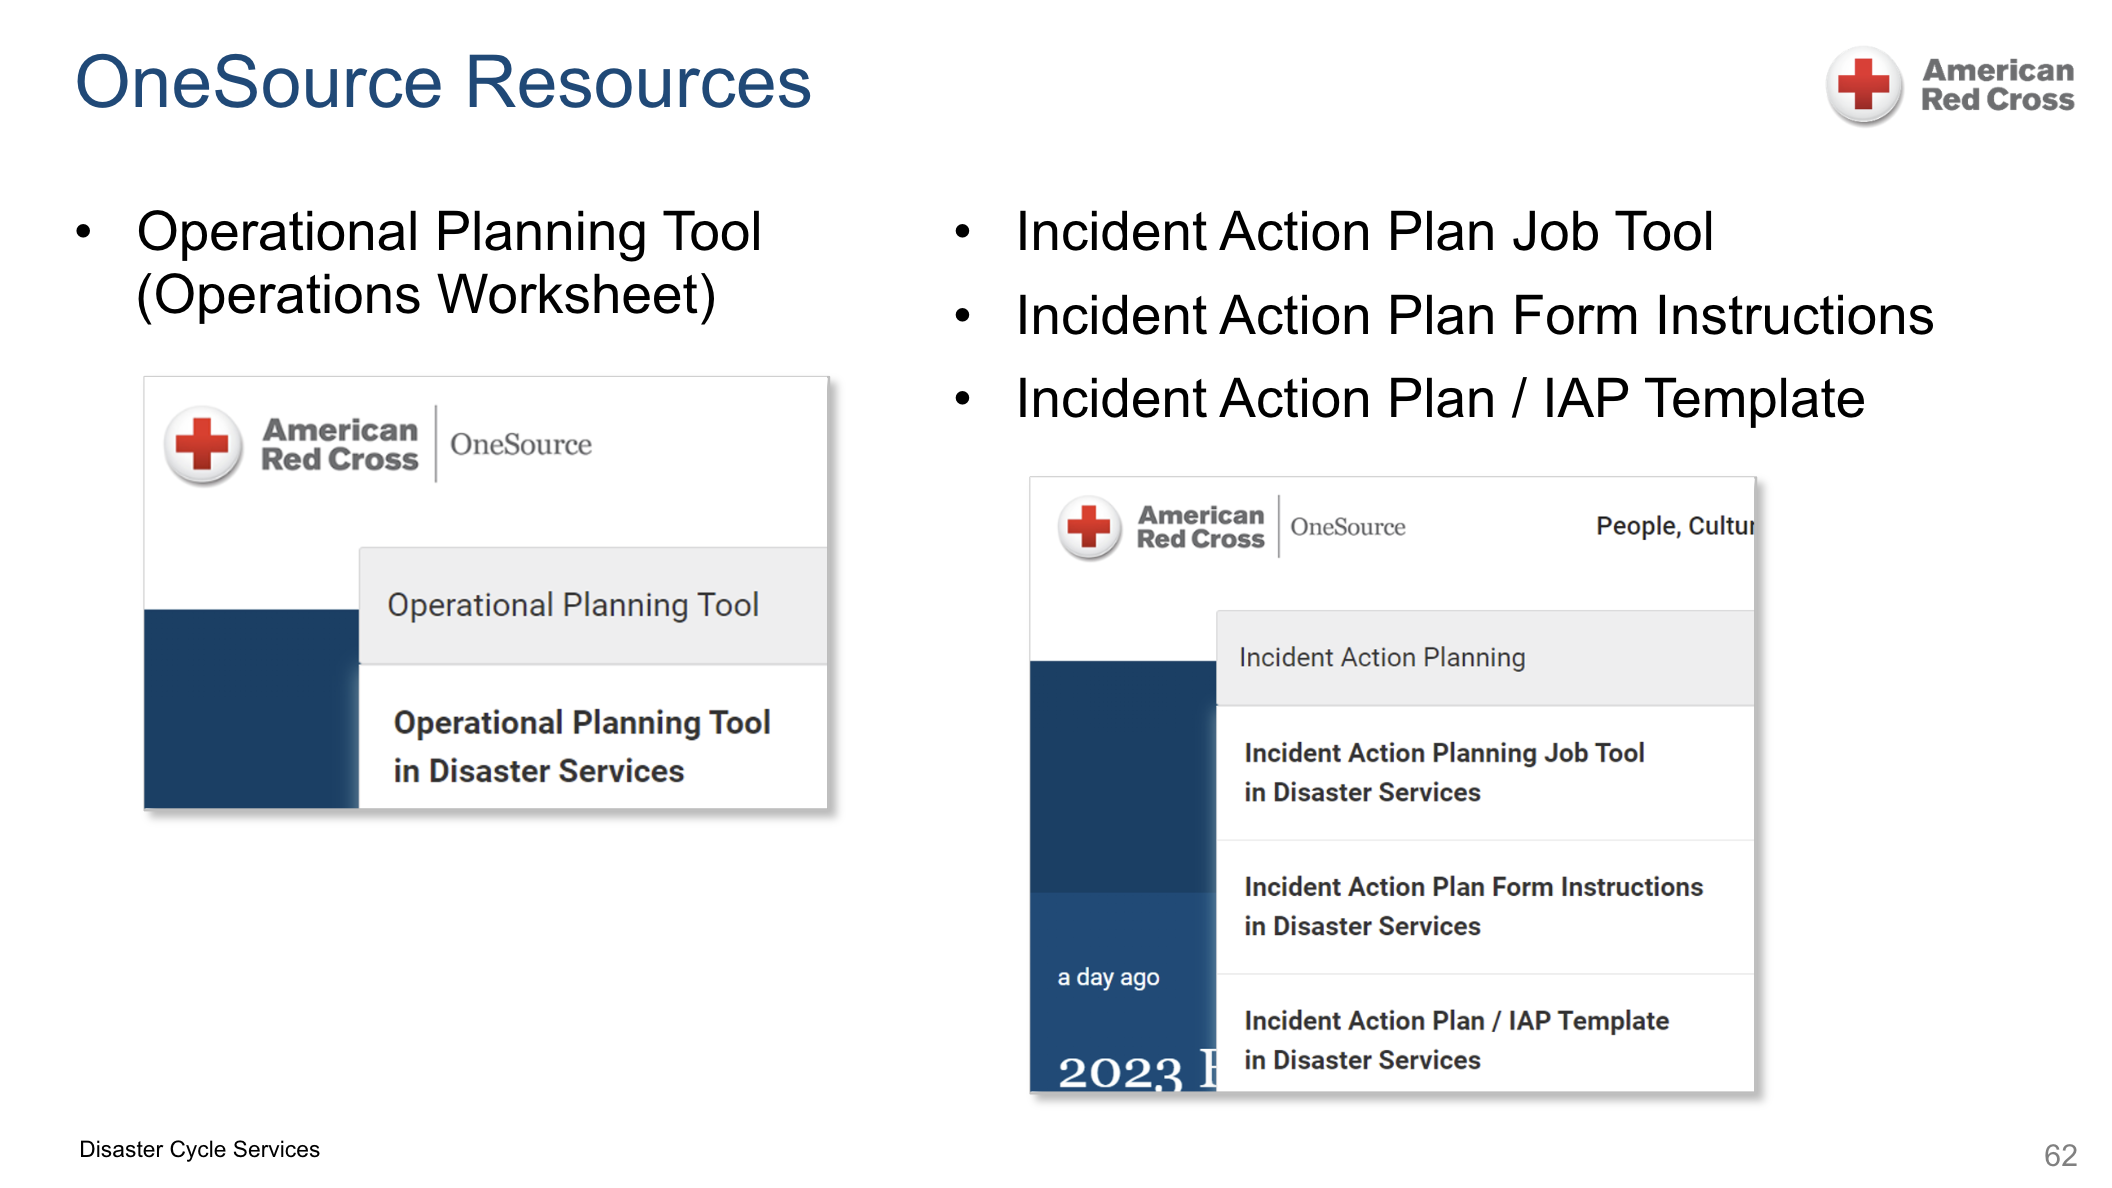 OneSource Resources
American
Red Cross
• Operational Planning Tool
(Operations Worksheet)
American
Red Cross
OneSource
Operational Planning Tool
Operational Planning Tool
in Disaster Services
• Incident Action Plan Job Tool
• Incident Action Plan Form Instructions
• Incident Action Plan / IAP Template
American
Red Cross
OneSource
People, Cultur
Incident Action Planning
Incident Action Planning Job Tool
in Disaster Services
Incident Action Plan Form Instructions
in Disaster Services
a day ago
Incident Action Plan / IAP Template
in Disaster Services
2023
Disaster Cycle Services
62